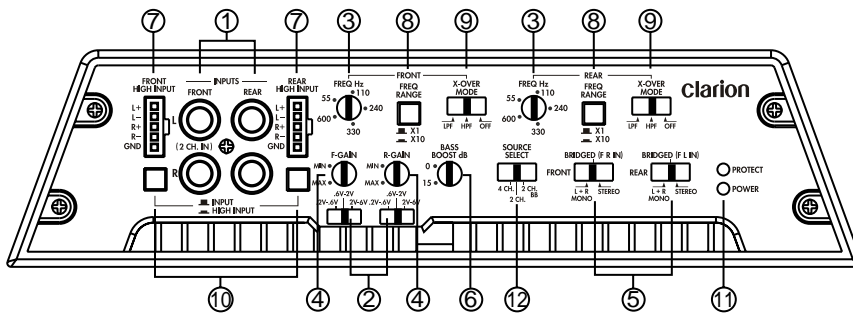 ⑦ ① ⑦ ③ ⑧ ⑨ ③ ⑧ ⑨
FRONT HIGH INPUT
L+
L−
R+
R−
GND
INPUTS
FRONT REAR
L
(2 CH. IN)
R
REAR HIGH INPUT
L+
L−
R+
R−
GND
INPUT
HIGH INPUT
FRONT
FREQ Hz
55 110
600 240
330
FREQ RANGE
X1
X10
X-OVER MODE
LPF HPF OFF
REAR
FREQ Hz
55 110
600 240
330
FREQ RANGE
X1
X10
X-OVER MODE
LPF HPF OFF
clarion
F-GAIN
MIN
MAX
.6V-2V
.2V-.6V 2V-6V
R-GAIN
MIN
MAX
.6V-2V
.2V-.6V 2V-6V
BASS BOOST dB
0
15
SOURCE SELECT
4 CH. 2 CH. BB
2 CH.
BRIDGED (F R IN)
FRONT
L + R MONO STEREO
BRIDGED (F L IN)
REAR
L + R MONO STEREO
PROTECT
POWER
⑩ ④ ② ④ ⑥ ⑫ ⑤ ⑪